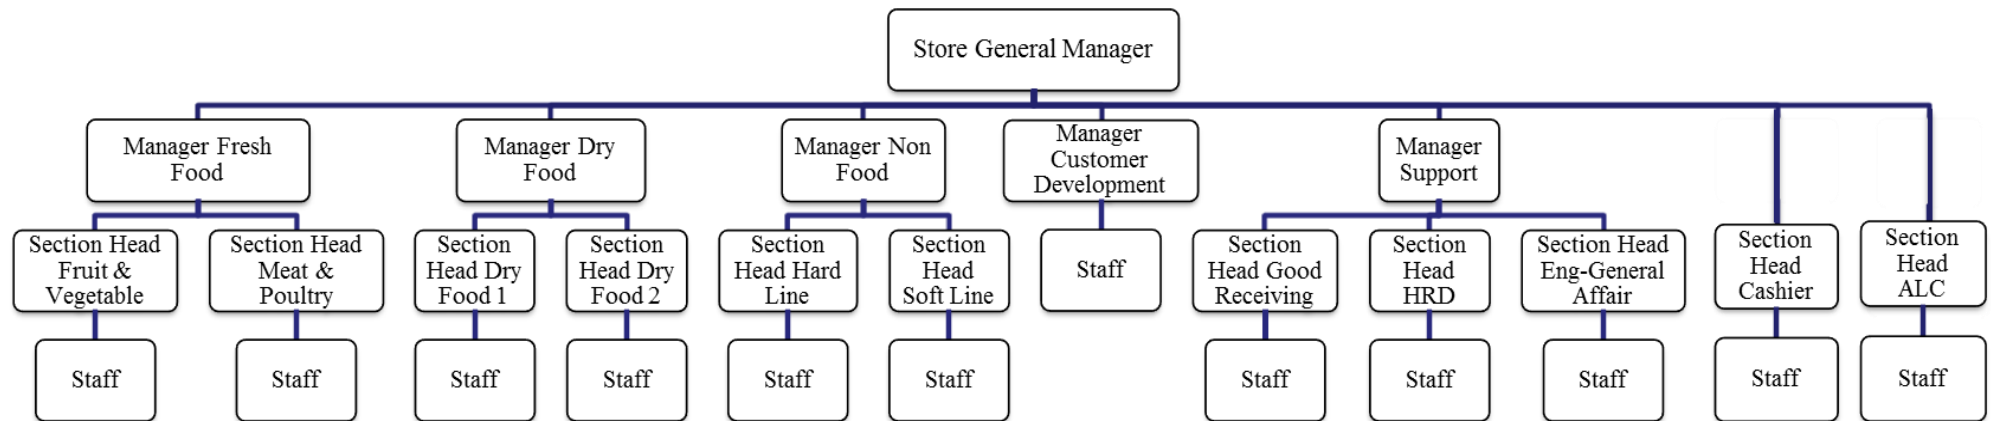 Store General Manager
Manager Fresh
Food
Manager Dry
Food
Manager Non
Food
Manager
Customer
Development
Manager
Support
Section Head
Fruit &
Vegetable
Section Head
Meat &
Poultry
Section
Head Dry
Food 1
Section
Head Dry
Food 2
Section
Head Hard
Line
Section
Head
Soft Line
Staff
Section
Head Good
Receiving
Section
Head
HRD
Section Head
Eng-General
Affair
Section
Head
Cashier
Section
Head
ALC
Staff
Staff
Staff
Staff
Staff
Staff
Staff
Staff
Staff
Staff
Staff